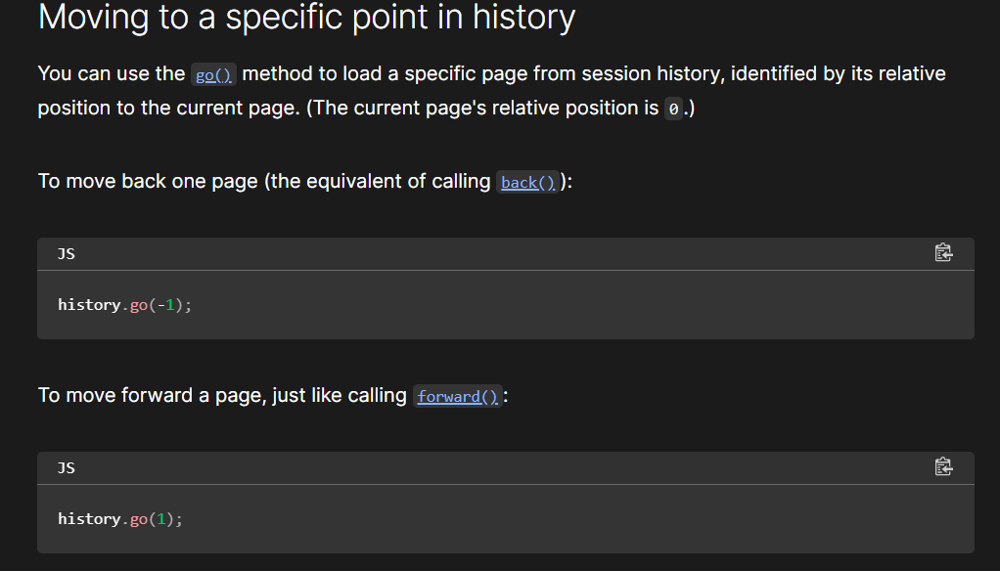 Moving to a specific point in history
You can use the go() method to load a specific page from session history, identified by its relative
position to the current page. (The current page's relative position is 0.)
To move back one page (the equivalent of calling back()):
JS
history.go(-1);
To move forward a page, just like calling forward():
JS
history.go(1);